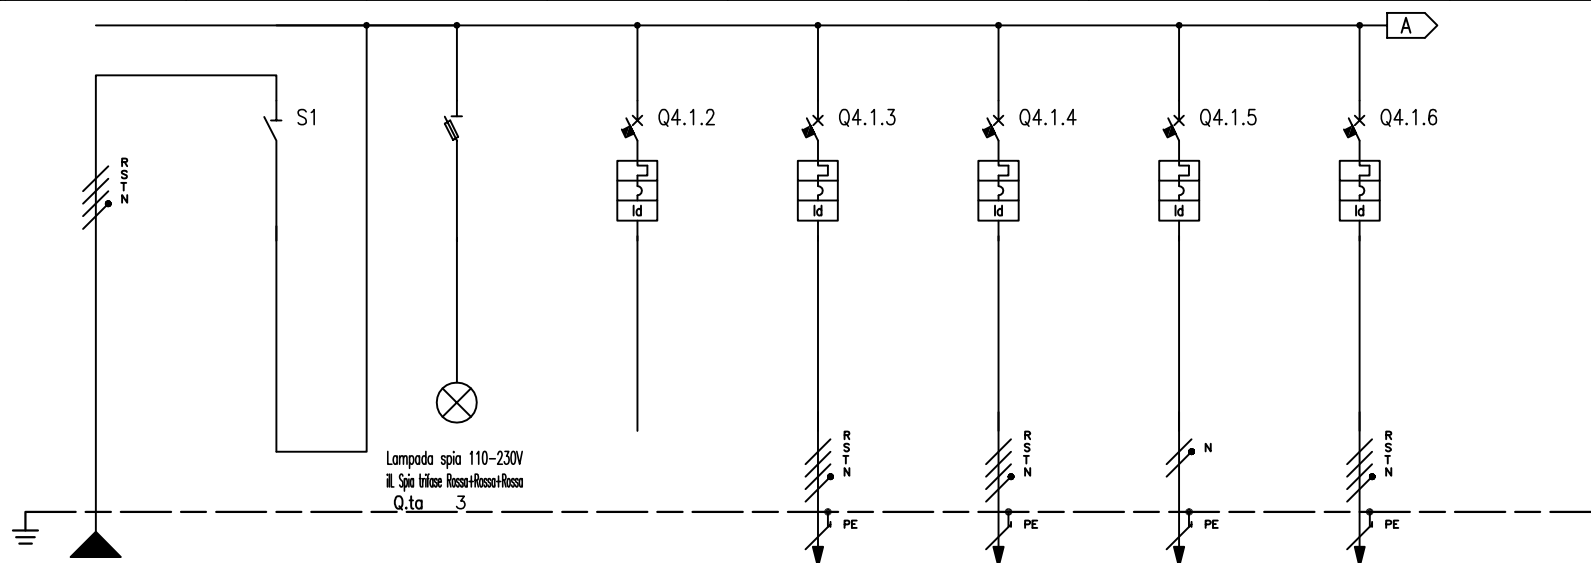 A
S1
Q4.1.2
Q4.1.3
Q4.1.4
Q4.1.5
Q4.1.6
R
S
T
N
Id
Id
Id
Id
Id
Lampada spia 110-230V
ill. Spia trifase Rossa+Rossa+Rossa
Q.ta 3
R
S
T
N
R
S
T
N
N
R
S
T
N
PE
PE
PE
PE